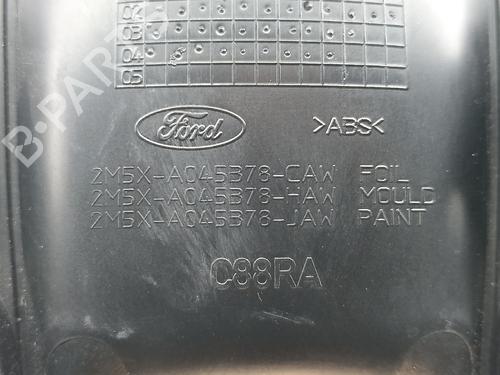 02
03
04
05
Ford >ABS<
2M5X-A045B78-CAW FOIL
2M5X-A045B78-HAW MOULD
2M5X-A045B78-JAW PAINT
C88RA